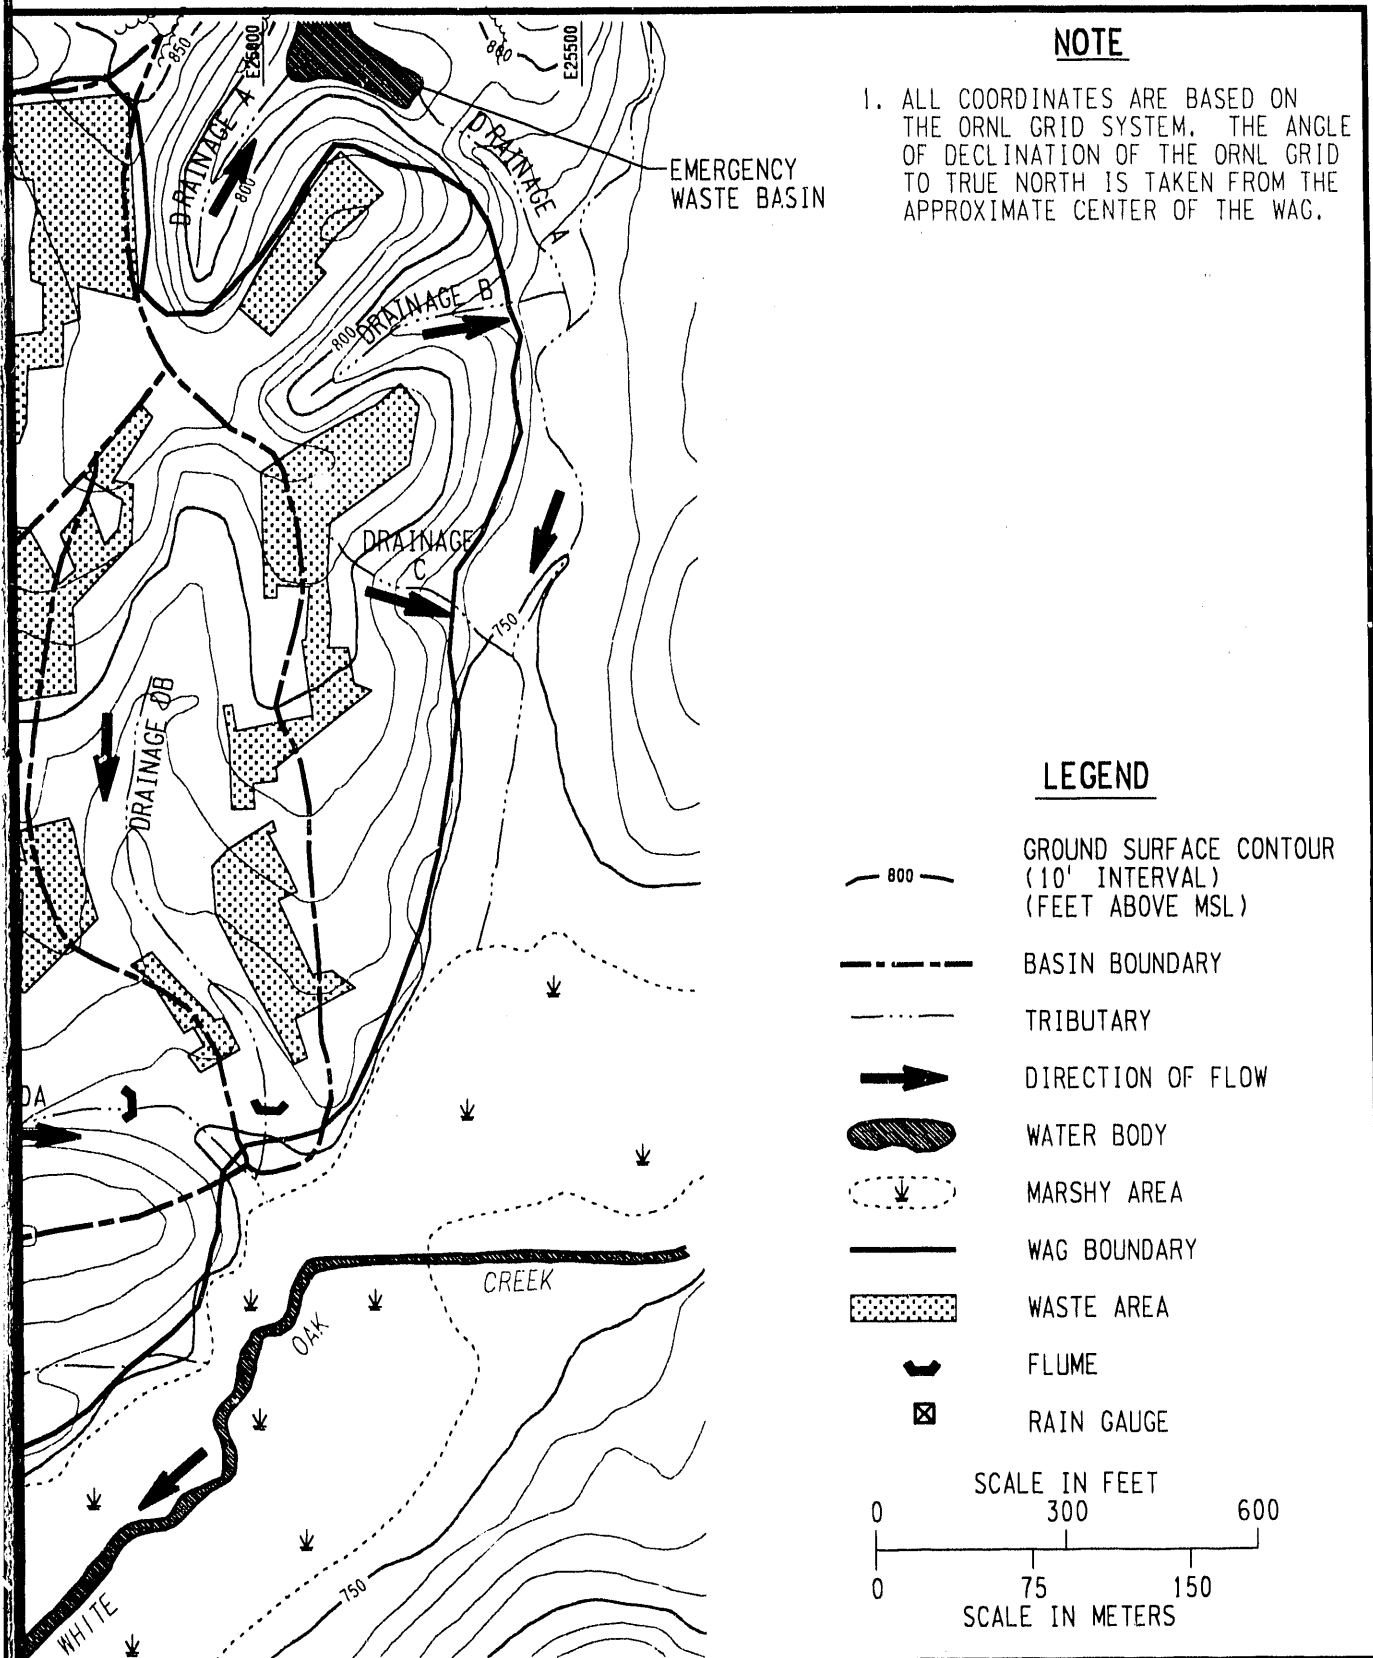 850
E25800
800
E25500
DRAINAGE A
800
DRAINAGE A
EMERGENCY
WASTE BASIN
DRAINAGE B
800
DRAINAGE
C
750
DRAINAGE DB
DA
CREEK
OAK
WHITE
750
NOTE
1. ALL COORDINATES ARE BASED ON
THE ORNL GRID SYSTEM. THE ANGLE
OF DECLINATION OF THE ORNL GRID
TO TRUE NORTH IS TAKEN FROM THE
APPROXIMATE CENTER OF THE WAG.
LEGEND
800
GROUND SURFACE CONTOUR
(10' INTERVAL)
(FEET ABOVE MSL)
BASIN BOUNDARY
TRIBUTARY
DIRECTION OF FLOW
WATER BODY
MARSHY AREA
WAG BOUNDARY
WASTE AREA
FLUME
RAIN GAUGE
SCALE IN FEET
0 300 600
0 75 150
SCALE IN METERS